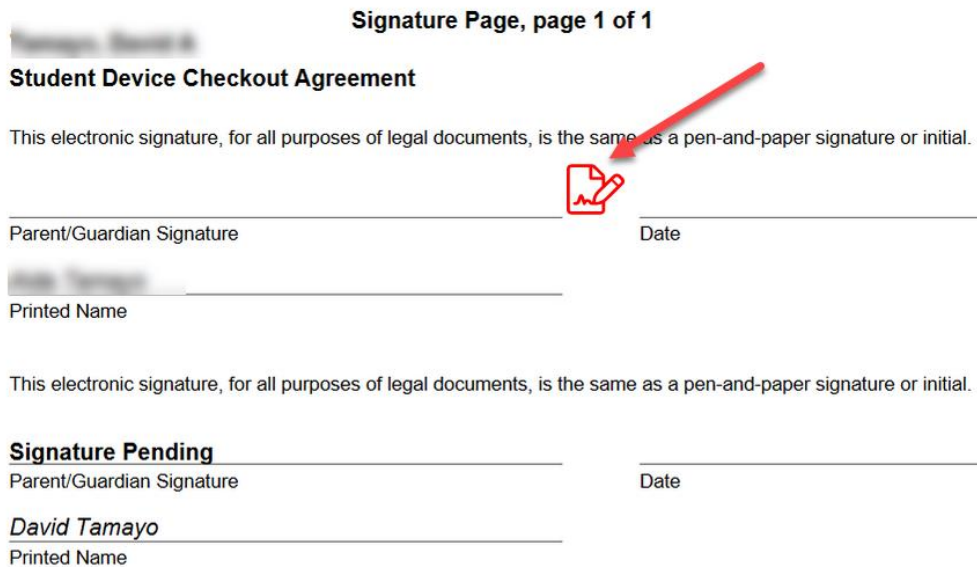 Signature Page, page 1 of 1
Student Device Checkout Agreement
This electronic signature, for all purposes of legal documents, is the same as a pen-and-paper signature or initial.
Parent/Guardian Signature Date
Printed Name
This electronic signature, for all purposes of legal documents, is the same as a pen-and-paper signature or initial.
Signature Pending
Parent/Guardian Signature Date
David Tamayo
Printed Name